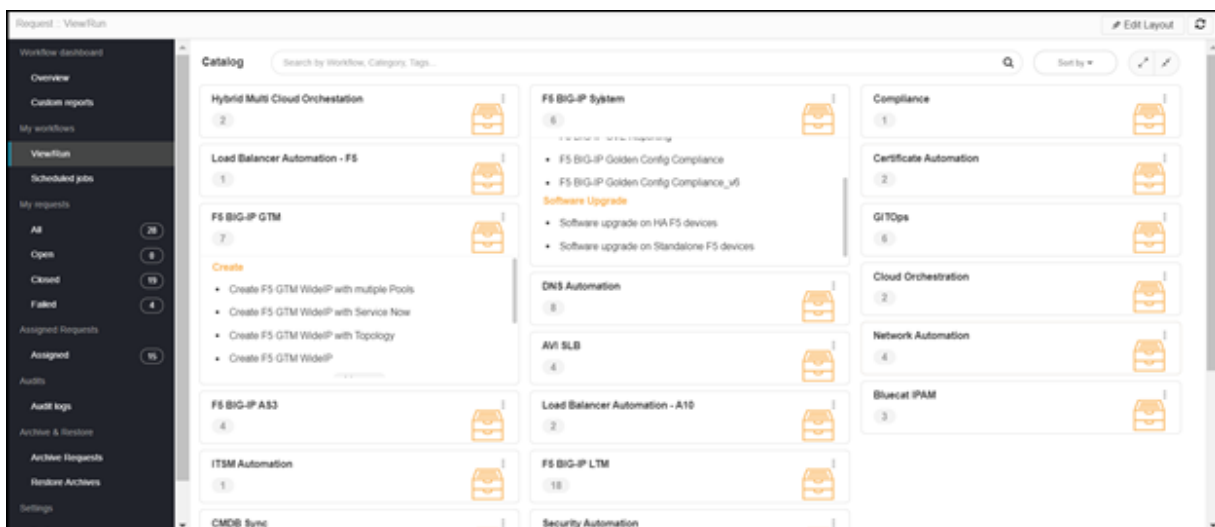 Request : View/Run
Edit Layout
Workflow dashboard
Overview
Custom reports
My workflows
View/Run
Scheduled jobs
My requests
All 28
Open
Closed 19
Failed 4
Assigned Requests
Assigned 15
Audits
Audit logs
Archive & Restore
Archive Requests
Restore Archives
Settings
Catalog
Search by Workflow, Category, Tags...
Sort by
Hybrid Multi Cloud Orchestation
2
Load Balancer Automation - F5
1
F5 BIG-IP GTM
7
Create
• Create F5 GTM WideIP with mutiple Pools
• Create F5 GTM WideIP with Service Now
• Create F5 GTM WideIP with Topology
• Create F5 GTM WideIP
F5 BIG-IP AS3
4
ITSM Automation
1
CMDB Sync
F5 BIG-IP System
6
• F5 BIG-IP Golden Config Compliance
• F5 BIG-IP Golden Config Compliance_v6
Software Upgrade
• Software upgrade on HA F5 devices
• Software upgrade on Standalone F5 devices
DNS Automation
8
AVI SLB
4
Load Balancer Automation - A10
2
F5 BIG-IP LTM
18
Security Automation
Compliance
1
Certificate Automation
2
GITOps
6
Cloud Orchestration
2
Network Automation
4
Bluecat IPAM
3